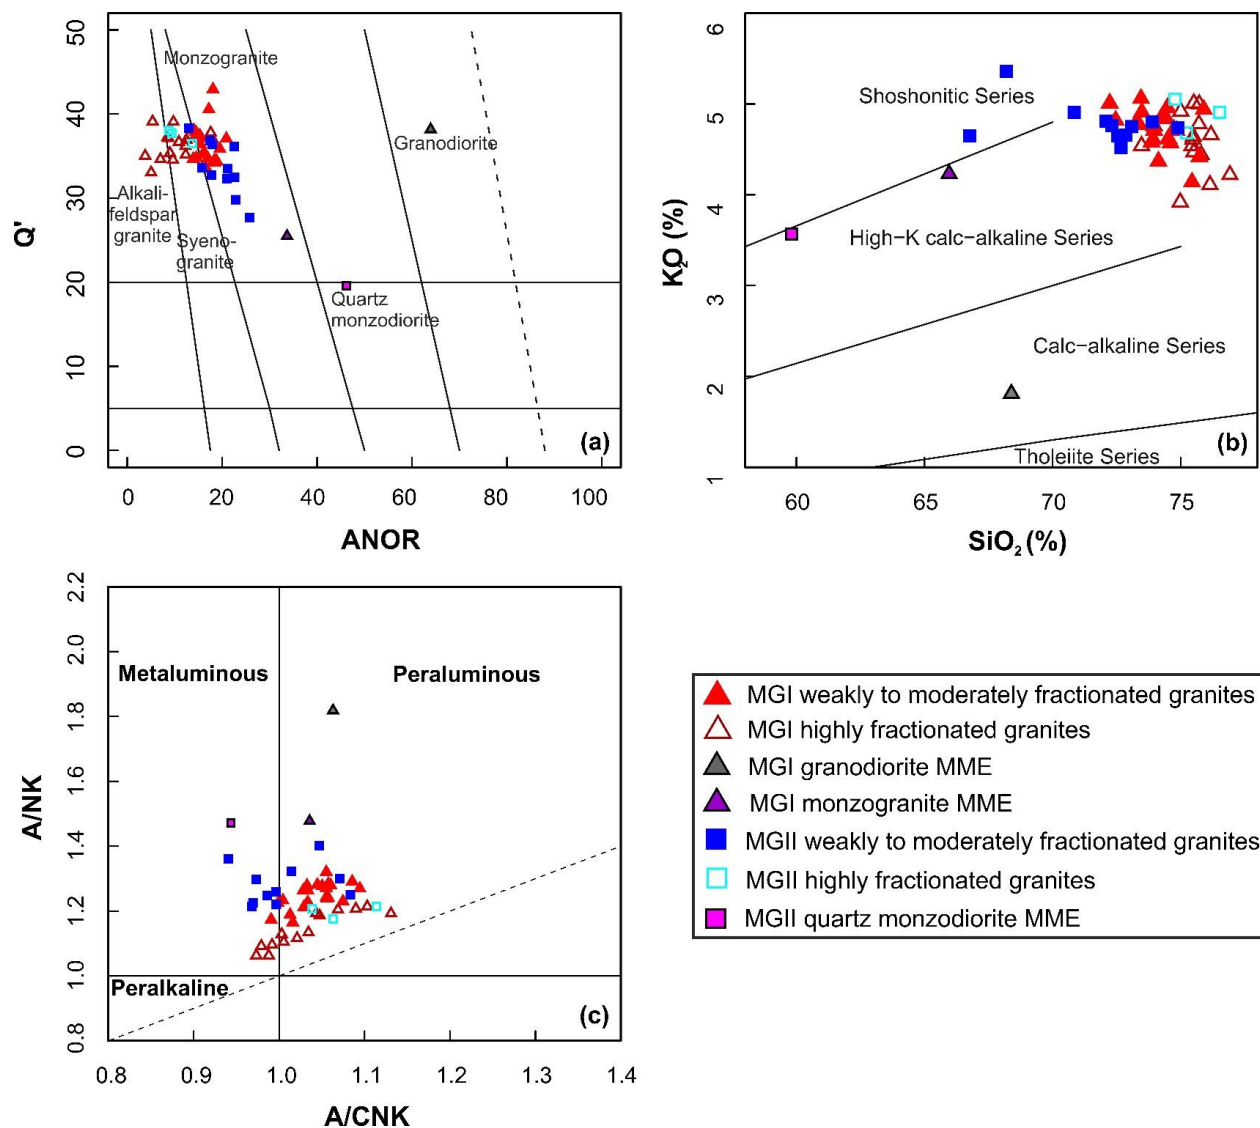 50
40
30
20
10
0
Q'
Monzogranite
Granodiorite
Alkali-
feldspar
granite
Syeno-
granite
Quartz
monzodiorite
(a)
0 20 40 60 80 100
ANOR
6
5
4
3
2
1
K₂O (%)
Shoshonitic Series
High-K calc-alkaline Series
Calc-alkaline Series
Tholeiite Series
(b)
60 65 70 75
SiO₂ (%)
2.2
2.0
1.8
1.6
1.4
1.2
1.0
0.8
A/NK
Metaluminous
Peraluminous
Peralkaline
(c)
0.8 0.9 1.0 1.1 1.2 1.3 1.4
A/CNK
MGI weakly to moderately fractionated granites
MGI highly fractionated granites
MGI granodiorite MME
MGI monzogranite MME
MGII weakly to moderately fractionated granites
MGII highly fractionated granites
MGII quartz monzodiorite MME